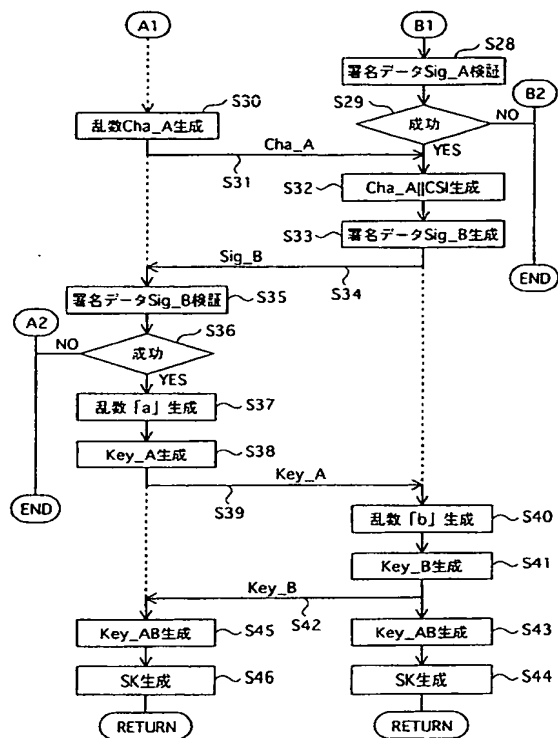 A1
B1
S28
署名データSig_A検証
S29
B2
S30
乱数Cha_A生成
成功
NO
Cha_A
YES
S31
S32
Cha_A||CSI生成
S33
署名データSig_B生成
Sig_B
S34
END
署名データSig_B検証
S35
A2
S36
NO
成功
YES
乱数「a」生成
S37
Key_A生成
S38
Key_A
S39
END
乱数「b」生成
S40
Key_B生成
S41
Key_B
S42
Key_AB生成
S45
Key_AB生成
S43
SK生成
S46
SK生成
S44
RETURN
RETURN